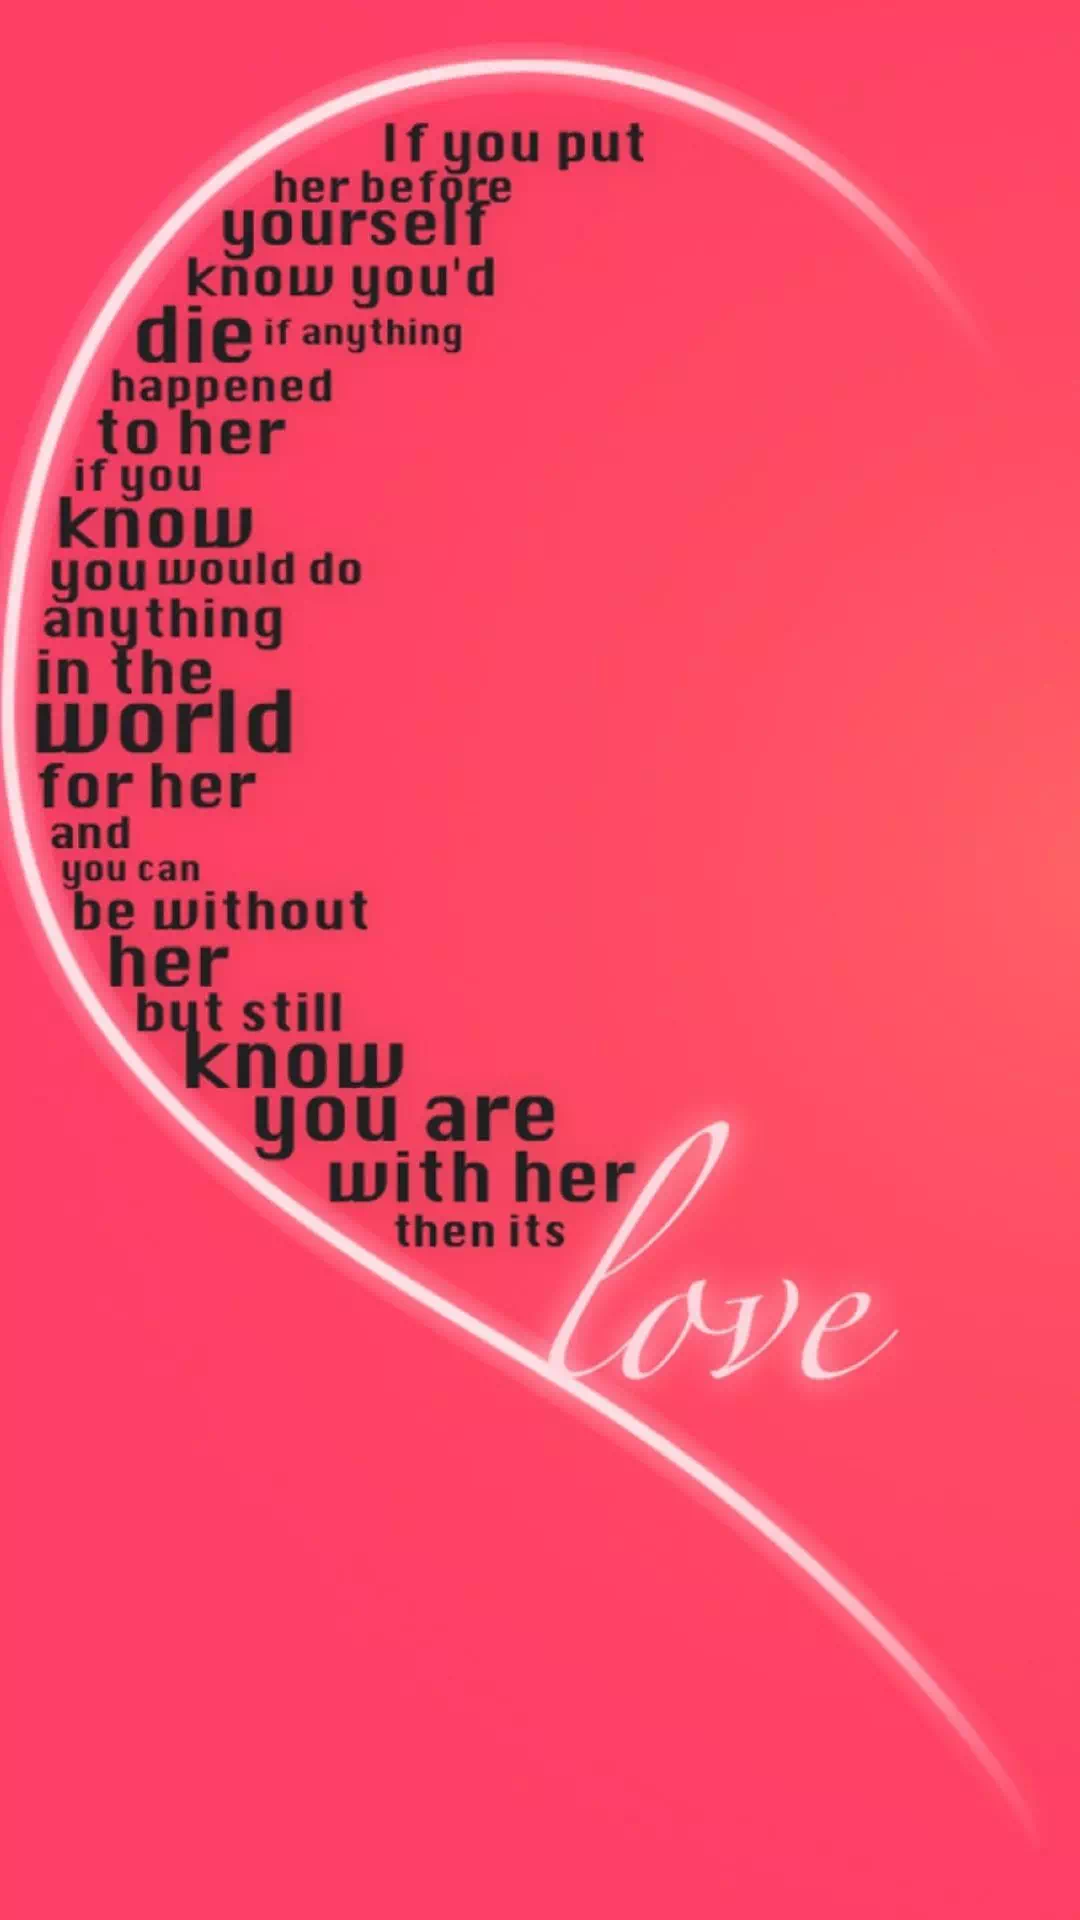 If you put
her before
yourself
know you'd
die if anything
happened
to her
if you
know
you would do
anything
in the
world
for her
and
you can
be without
her
but still
know
you are
with her
then its
love